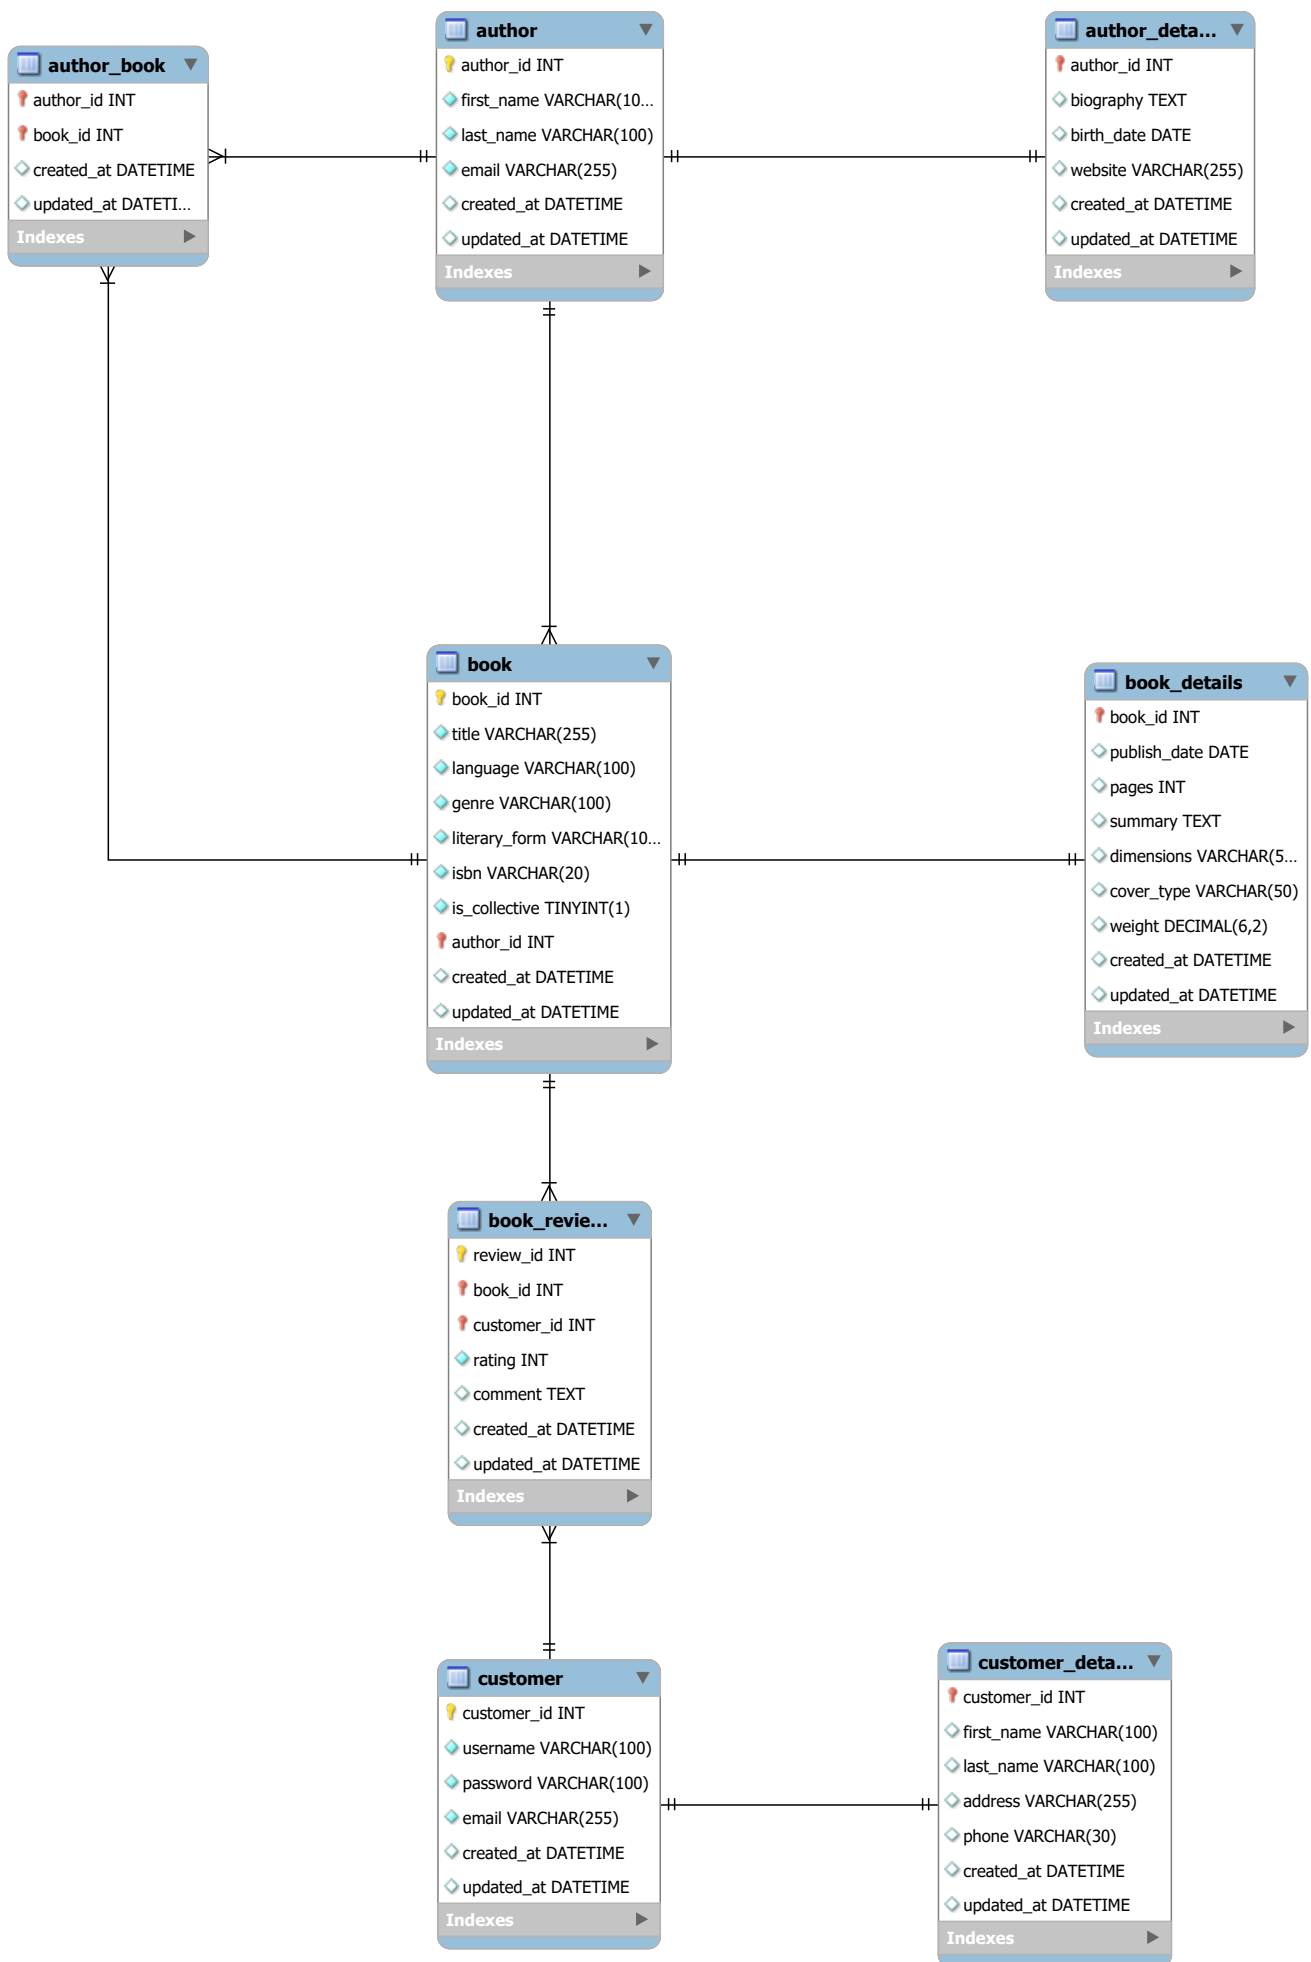 author_book
author_id INT
book_id INT
created_at DATETIME
updated_at DATETI...
Indexes
author
author_id INT
first_name VARCHAR(10...
last_name VARCHAR(100)
email VARCHAR(255)
created_at DATETIME
updated_at DATETIME
Indexes
author_deta...
author_id INT
biography TEXT
birth_date DATE
website VARCHAR(255)
created_at DATETIME
updated_at DATETIME
Indexes
book
book_id INT
title VARCHAR(255)
language VARCHAR(100)
genre VARCHAR(100)
literary_form VARCHAR(10...
isbn VARCHAR(20)
is_collective TINYINT(1)
author_id INT
created_at DATETIME
updated_at DATETIME
Indexes
book_details
book_id INT
publish_date DATE
pages INT
summary TEXT
dimensions VARCHAR(5...
cover_type VARCHAR(50)
weight DECIMAL(6,2)
created_at DATETIME
updated_at DATETIME
Indexes
book_revie...
review_id INT
book_id INT
customer_id INT
rating INT
comment TEXT
created_at DATETIME
updated_at DATETIME
Indexes
customer
customer_id INT
username VARCHAR(100)
password VARCHAR(100)
email VARCHAR(255)
created_at DATETIME
updated_at DATETIME
Indexes
customer_deta...
customer_id INT
first_name VARCHAR(100)
last_name VARCHAR(100)
address VARCHAR(255)
phone VARCHAR(30)
created_at DATETIME
updated_at DATETIME
Indexes